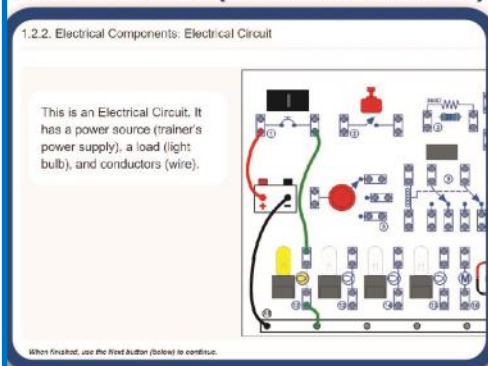 1.2.2. Electrical Components: Electrical Circuit
This is an Electrical Circuit. It
has a power source (trainer's
power supply), a load (light
bulb), and conductors (wire).
When finished, use the Next button (below) to continue.